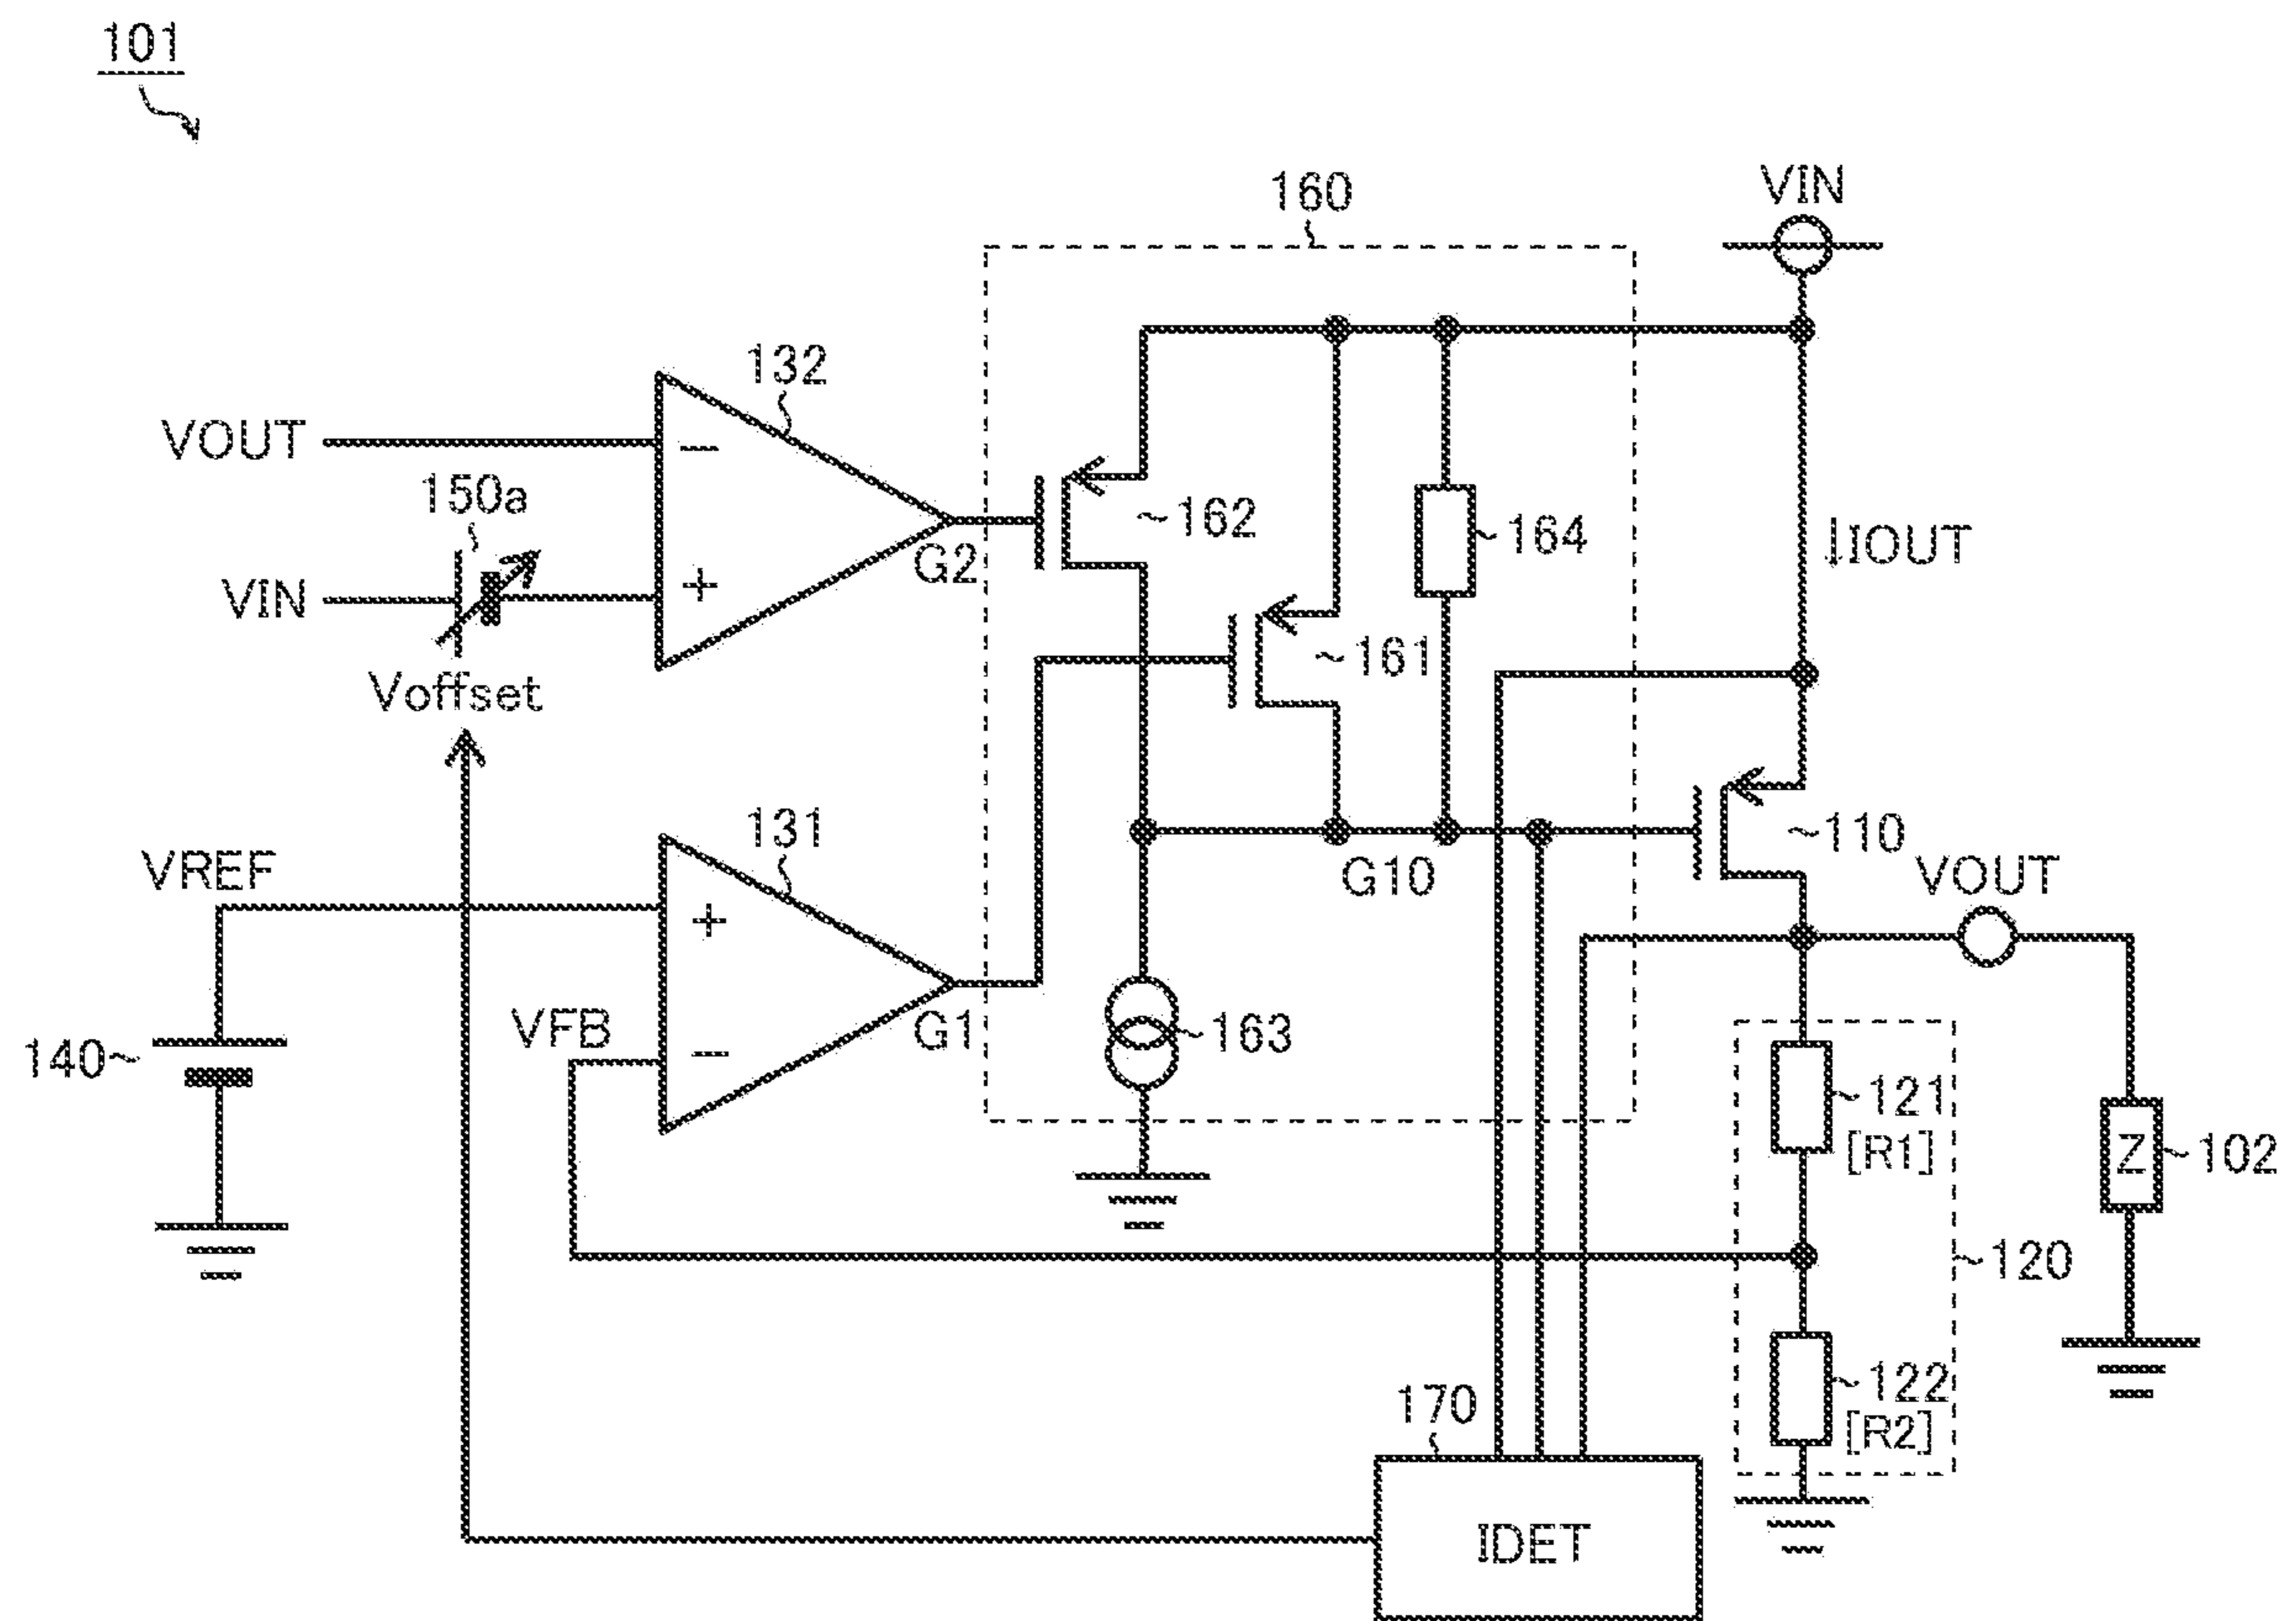 101
160
VIN
132
VOUT
−
150a
~162
~164
↓IOUT
VIN
+
G2
~161
Voffset
131
~110
VREF
G10
VOUT
+
VFB
−
G1
~163
140~
~121
[R1]
Z
~102
~120
170
~122
[R2]
IDET